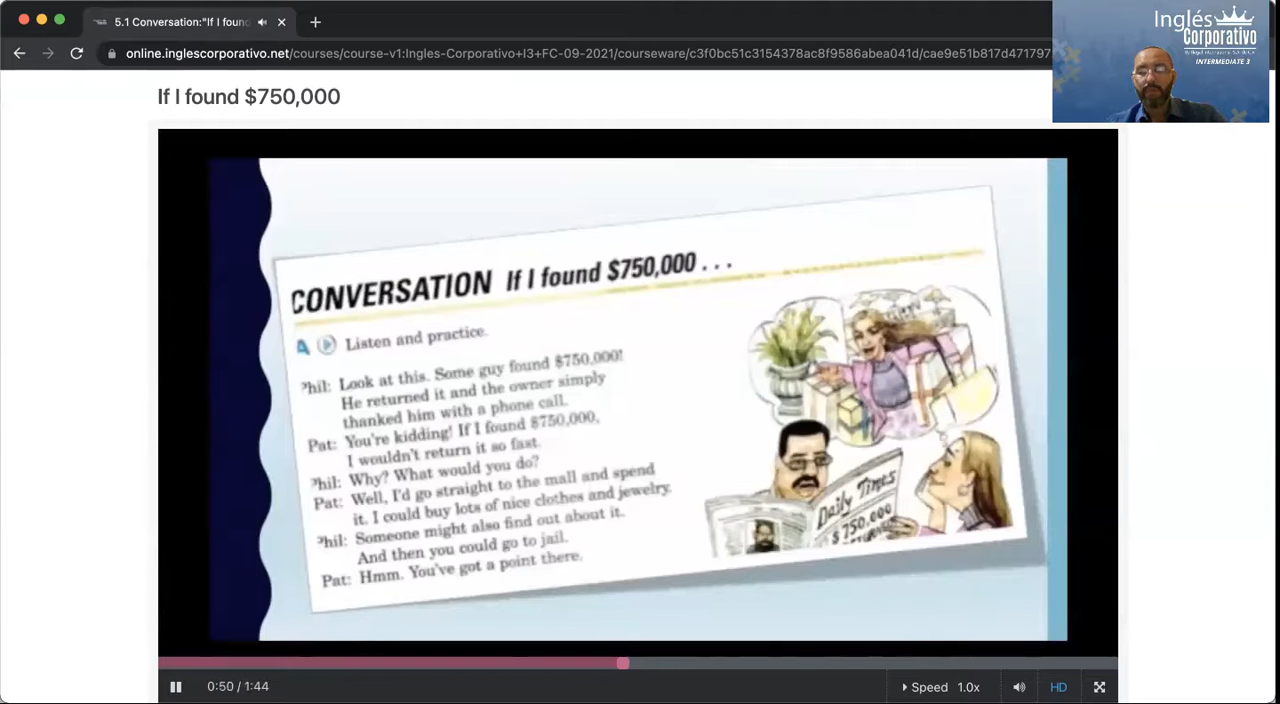 5.1 Conversation:"If I foun
online.inglescorporativo.net/courses/course-v1:Ingles-Corporativo+I3+FC-09-2021/courseware/c3f0bc51c3154378ac8f9586abea041d/cae9e51b817d471797
Inglés
Corporativo
INTERMEDIATE 3
If I found $750,000
CONVERSATION If I found $750,000 . . .
A Listen and practice.
Phil: Look at this. Some guy found $750,000!
He returned it and the owner simply
thanked him with a phone call.
Pat: You're kidding! If I found $750,000,
I wouldn't return it so fast.
Phil: Why? What would you do?
Pat: Well, I'd go straight to the mall and spend
it. I could buy lots of nice clothes and jewelry.
Phil: Someone might also find out about it.
And then you could go to jail.
Pat: Hmm. You've got a point there.
Daily Times
$750,000
0:50 / 1:44
Speed 1.0x
HD